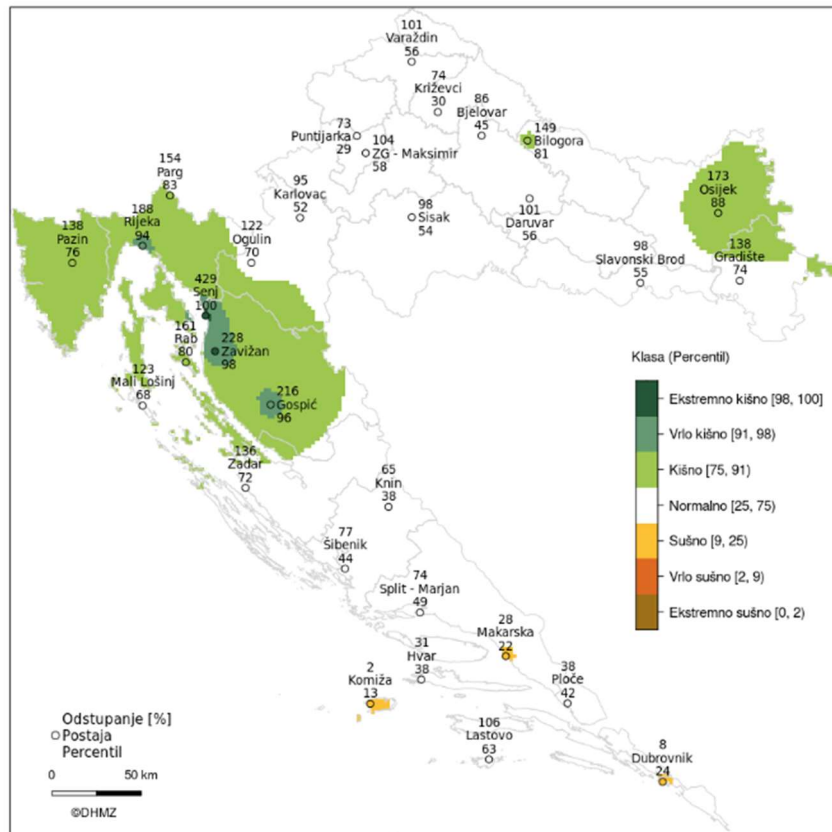 101
Varaždin
56
74
Križevci
30
86
Bjelovar
45
73
Puntijarka
29
104
ZG - Maksimir
58
149
Bilogora
81
154
Parg
83
95
Karlovac
52
98
Sisak
54
101
Daruvar
56
173
Osijek
88
188
Rijeka
94
138
Pazin
76
122
Ogulin
70
98
Slavonski Brod
55
138
Gradište
74
429
Senj
100
161
Rab
80
228
Zavižan
98
123
Mali Lošinj
68
216
Gospić
96
136
Zadar
72
65
Knin
38
77
Šibenik
44
74
Split - Marjan
49
28
Makarska
22
31
Hvar
38
2
Komiža
13
38
Ploče
42
106
Lastovo
63
8
Dubrovnik
24
Klasa (Percentil)
Ekstremno kišno [98, 100]
Vrlo kišno [91, 98)
Kišno [75, 91)
Normalno [25, 75)
Sušno [9, 25)
Vrlo sušno [2, 9)
Ekstremno sušno [0, 2)
Odstupanje [%]
Postaja
Percentil
0 50 km
©DHMZ